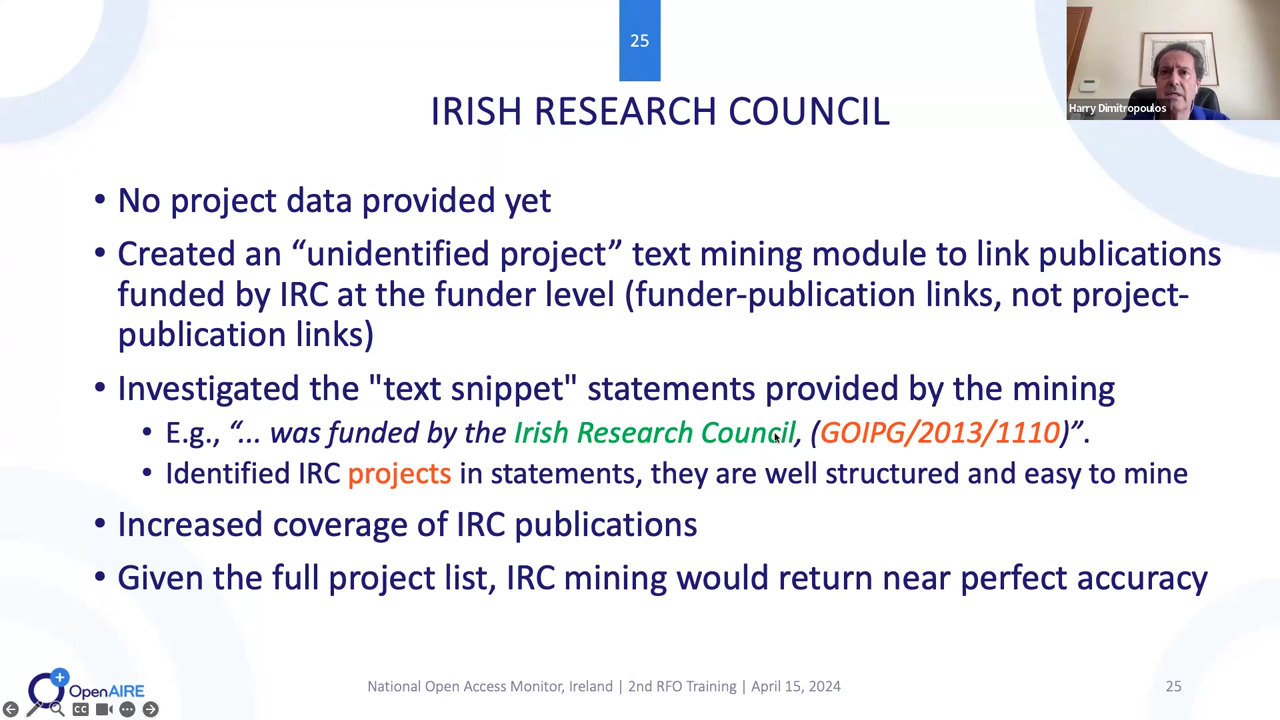 25
Harry Dimitropoulos
IRISH RESEARCH COUNCIL
• No project data provided yet
• Created an “unidentified project” text mining module to link publications
funded by IRC at the funder level (funder-publication links, not project-
publication links)
• Investigated the "text snippet" statements provided by the mining
• E.g., “... was funded by the Irish Research Council, (GOIPG/2013/1110)”.
• Identified IRC projects in statements, they are well structured and easy to mine
• Increased coverage of IRC publications
• Given the full project list, IRC mining would return near perfect accuracy
OpenAIRE
CC
National Open Access Monitor, Ireland | 2nd RFO Training | April 15, 2024
25